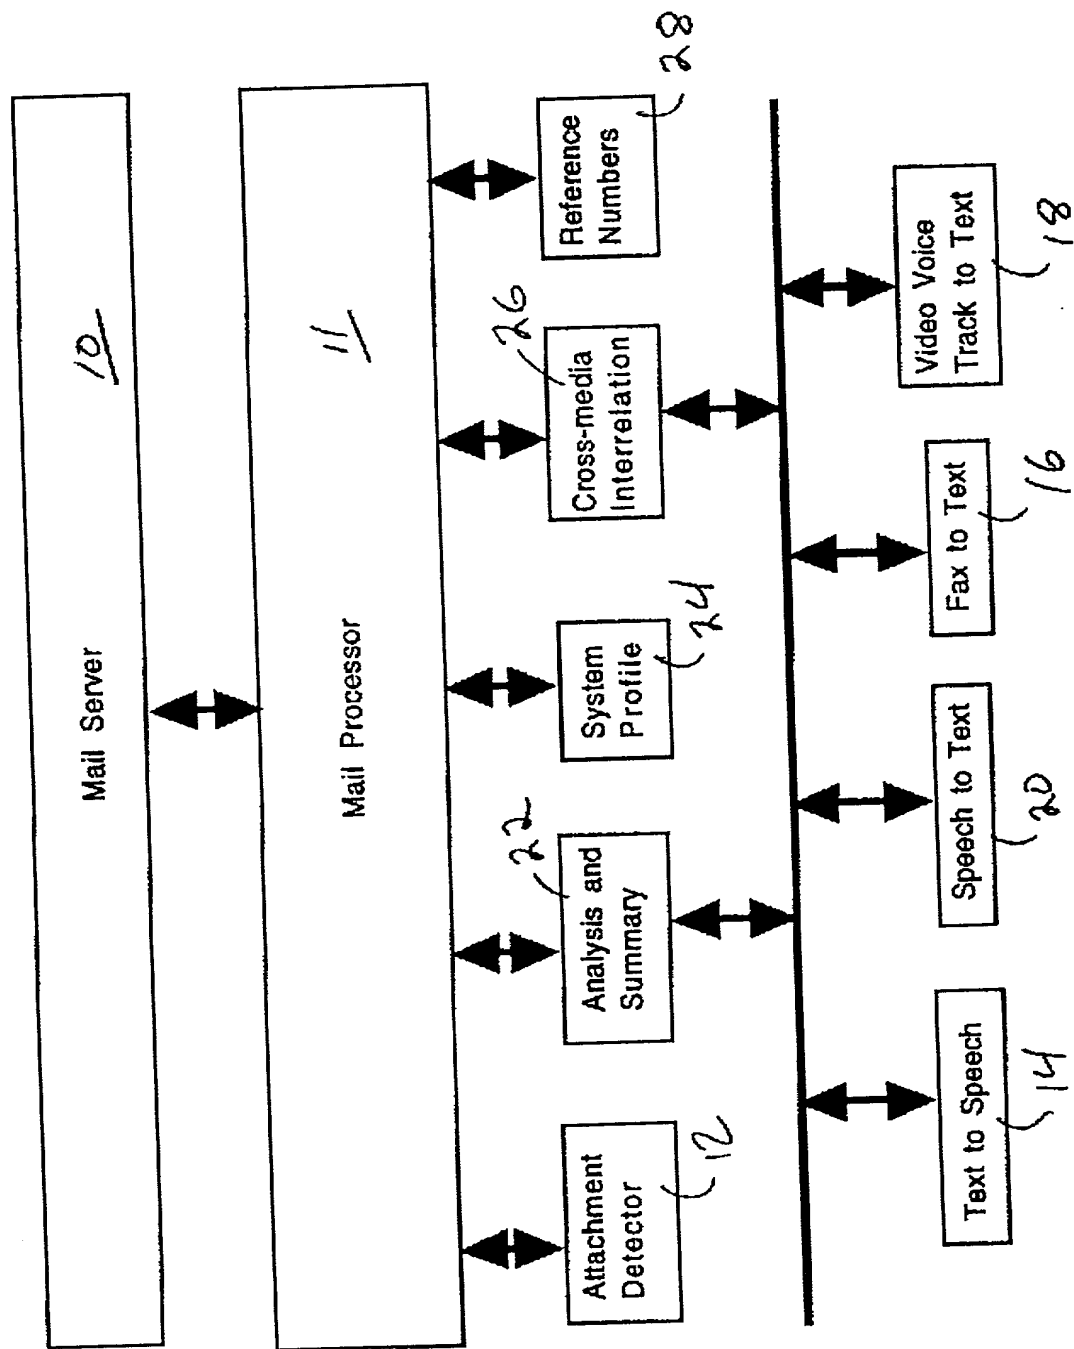 Mail Server
10
Mail Processor
11
Attachment
Detector
12
Analysis and
Summary
22
System
Profile
24
Cross-media
Interrelation
26
Reference
Numbers
28
Text to Speech
14
Speech to Text
20
Fax to Text
16
Video Voice
Track to Text
18